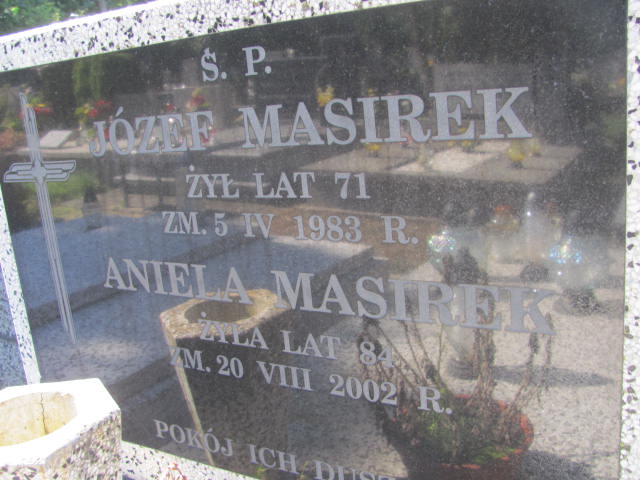 Ś. P.
JÓZEF MASIREK
ŻYŁ LAT 71
ZM. 5 IV 1983 R.
ANIELA MASIREK
ŻYŁA LAT 84
ZM. 20 VIII 2002 R.
POKÓJ ICH